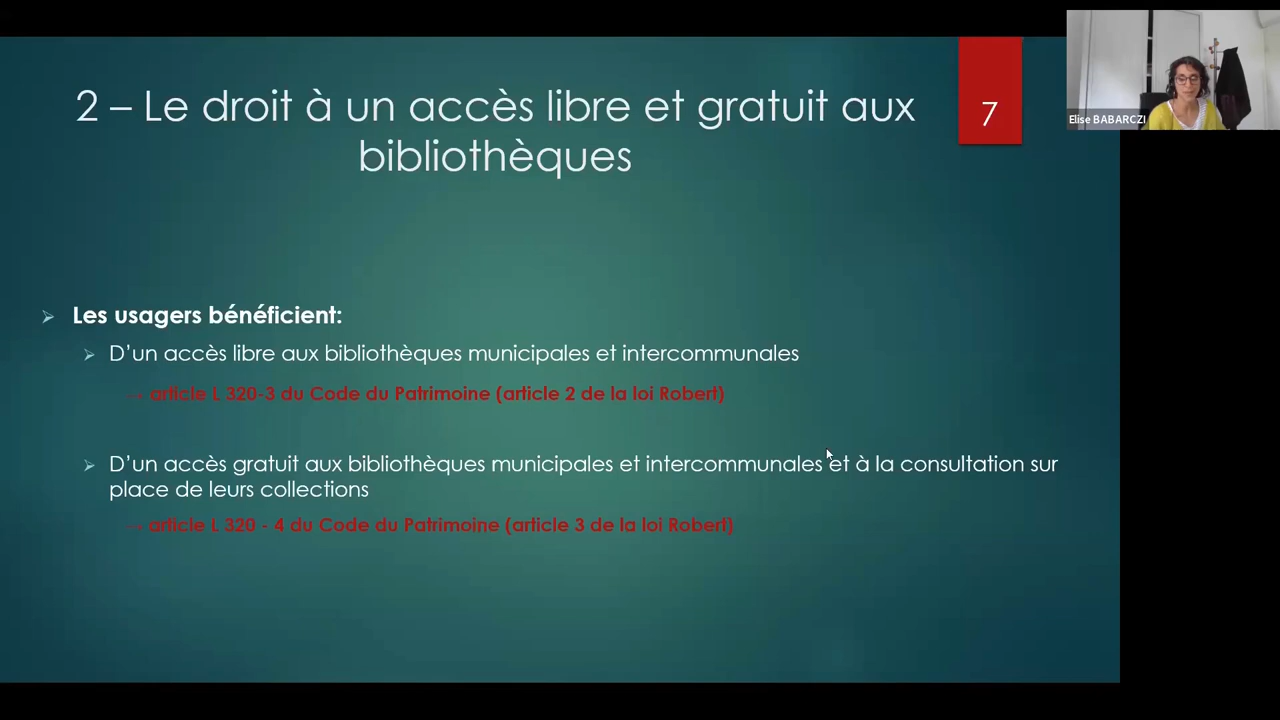 2 – Le droit à un accès libre et gratuit aux
bibliothèques
7
Elise BABARCZI
Les usagers bénéficient:
D’un accès libre aux bibliothèques municipales et intercommunales
→ article L 320-3 du Code du Patrimoine (article 2 de la loi Robert)
D’un accès gratuit aux bibliothèques municipales et intercommunales et à la consultation sur
place de leurs collections
→ article L 320 - 4 du Code du Patrimoine (article 3 de la loi Robert)